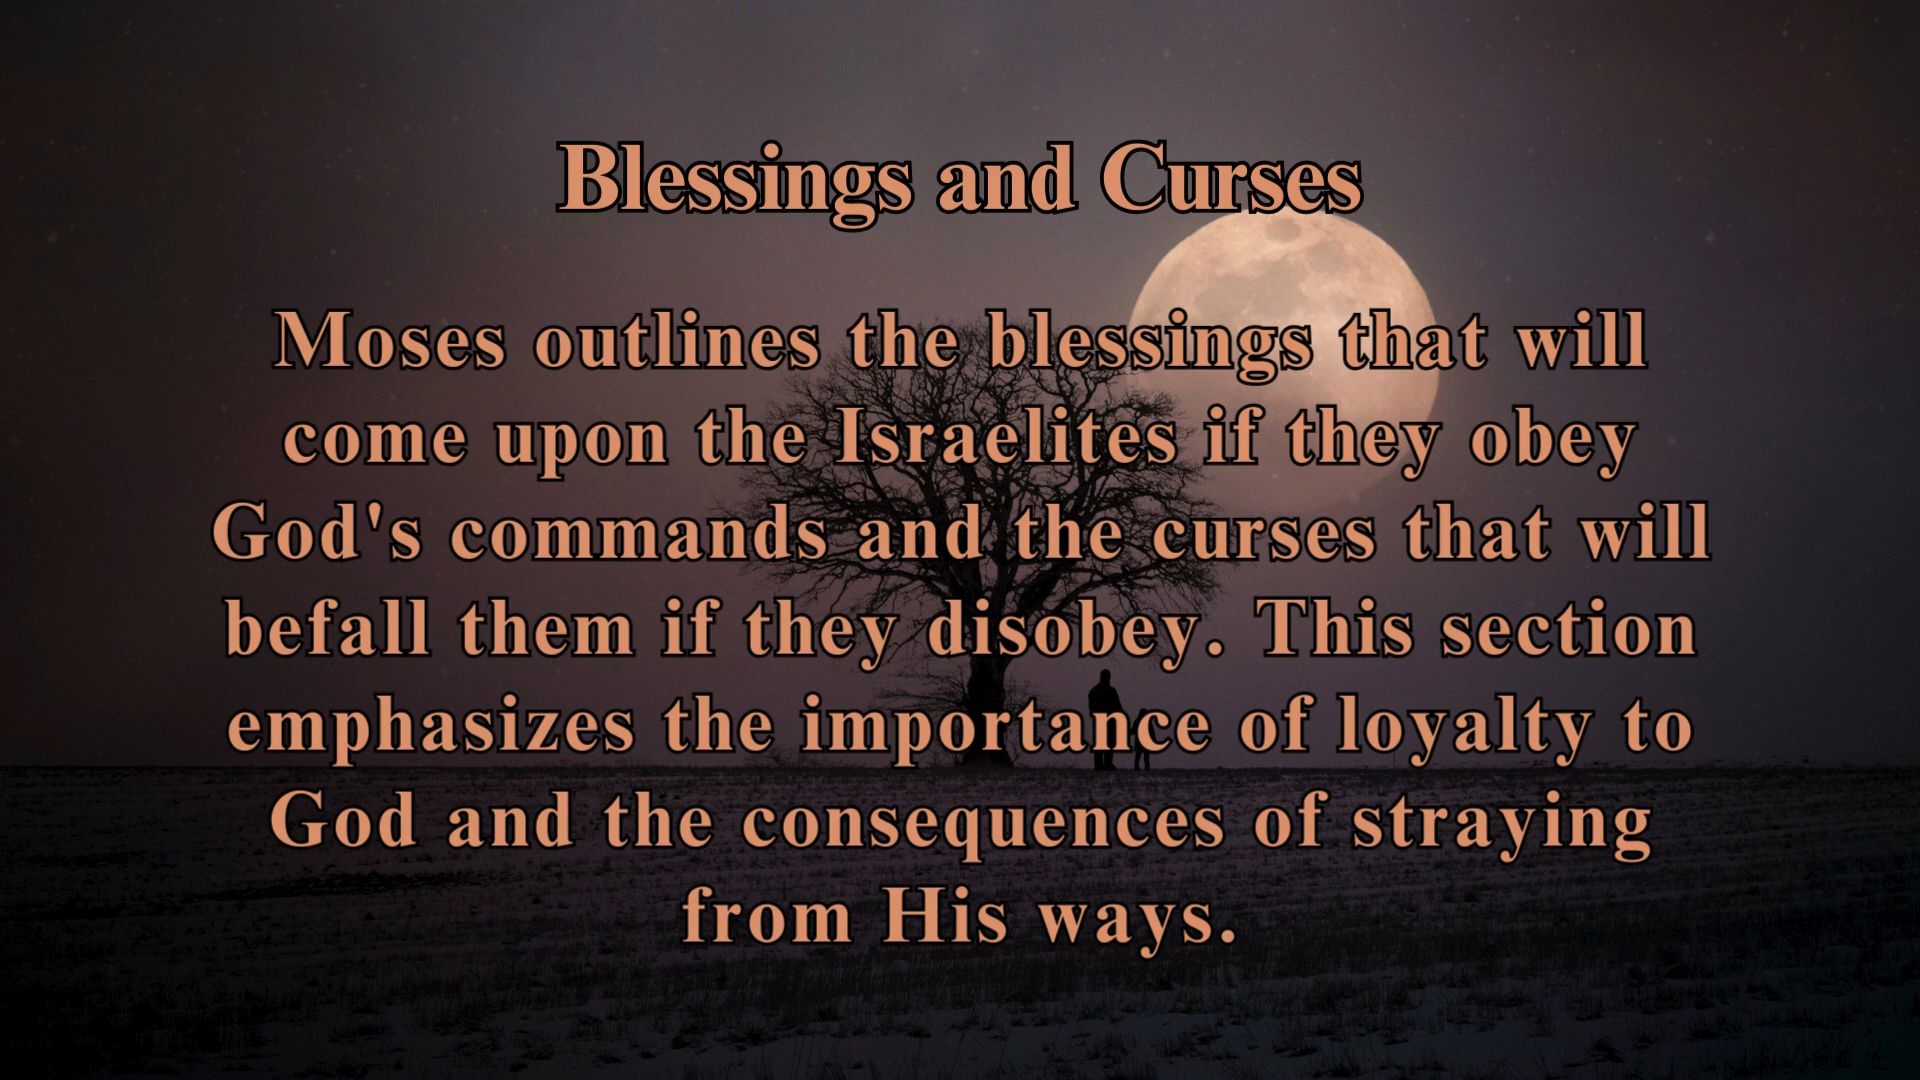 Blessings and Curses
Moses outlines the blessings that will
come upon the Israelites if they obey
God's commands and the curses that will
befall them if they disobey. This section
emphasizes the importance of loyalty to
God and the consequences of straying
from His ways.